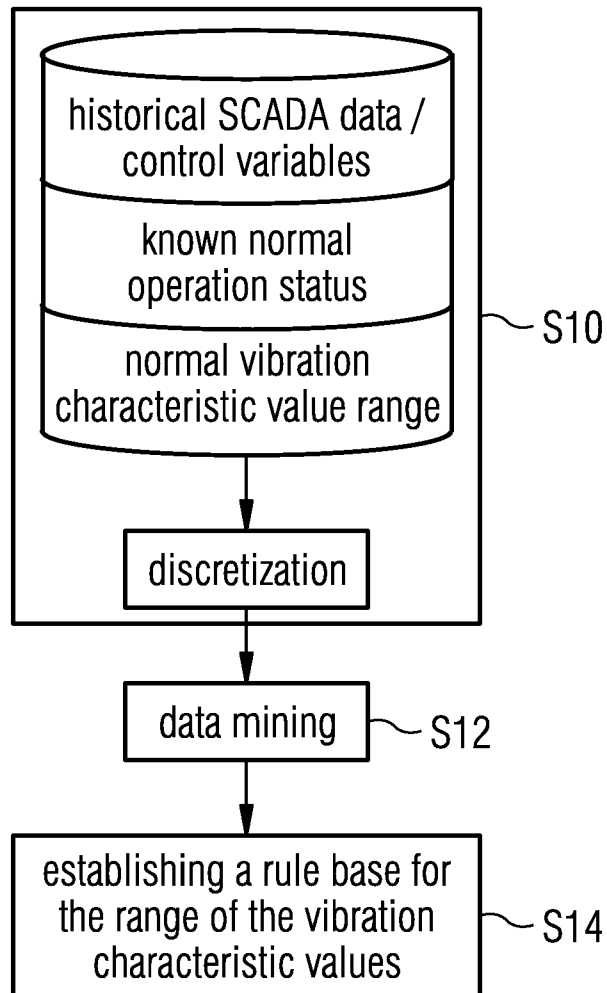 historical SCADA data /
control variables
known normal
operation status
S10
normal vibration
characteristic value range
discretization
data mining
S12
establishing a rule base for
the range of the vibration
characteristic values
S14